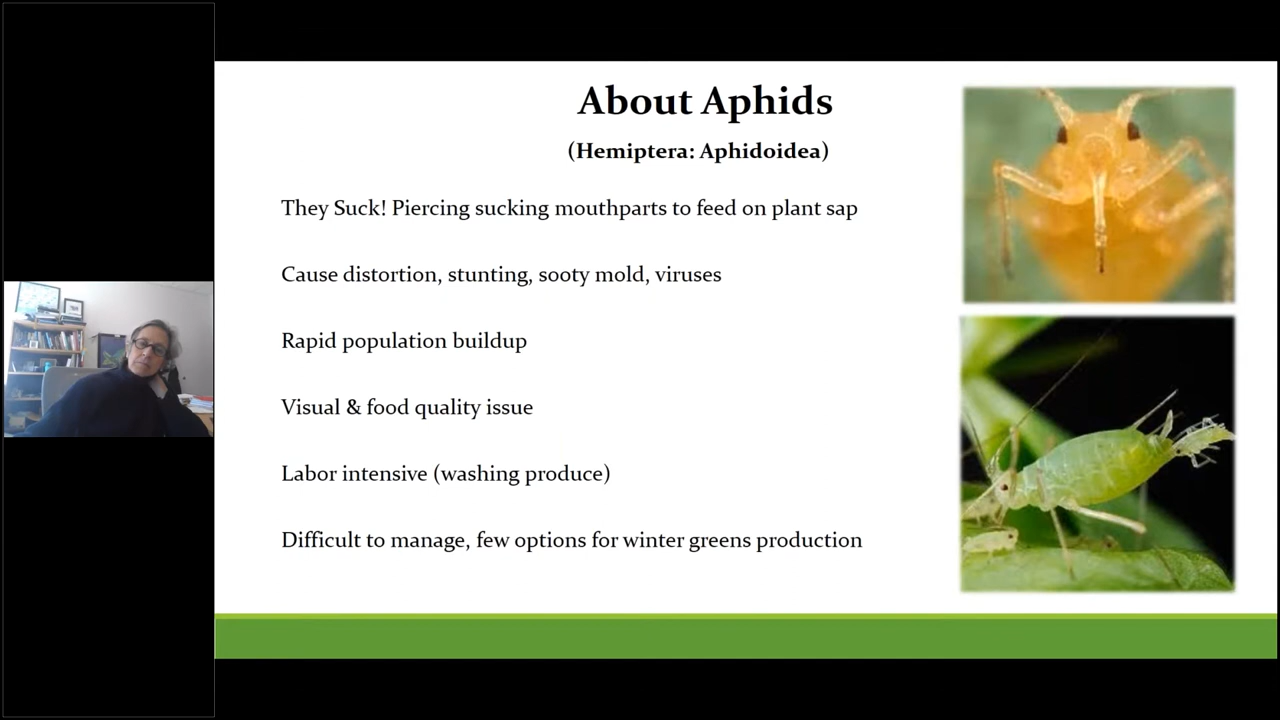 About Aphids
(Hemiptera: Aphidoidea)
They Suck! Piercing sucking mouthparts to feed on plant sap
Cause distortion, stunting, sooty mold, viruses
Rapid population buildup
Visual & food quality issue
Labor intensive (washing produce)
Difficult to manage, few options for winter greens production